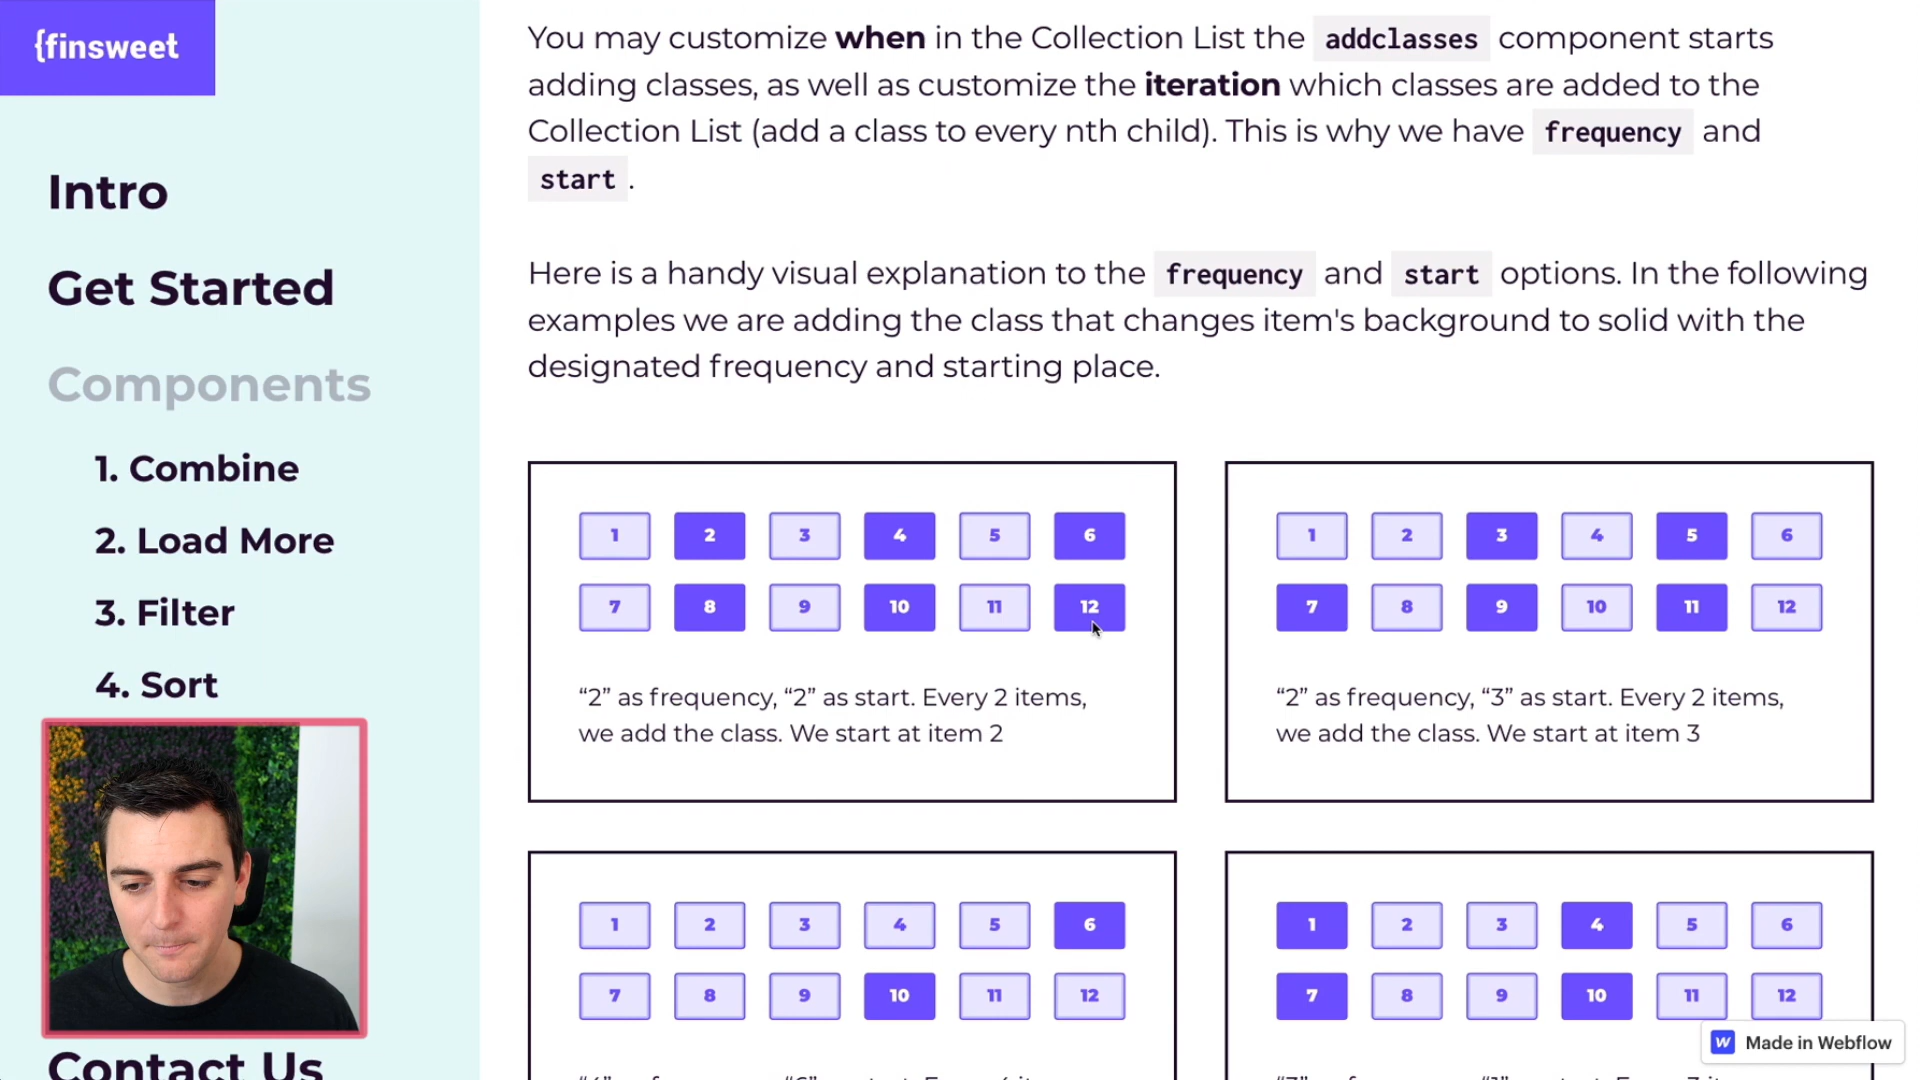 {finsweet
Intro
Get Started
Components
1. Combine
2. Load More
3. Filter
4. Sort
Contact Us
You may customize when in the Collection List the addclasses component starts
adding classes, as well as customize the iteration which classes are added to the
Collection List (add a class to every nth child). This is why we have frequency and
start .
Here is a handy visual explanation to the frequency and start options. In the following
examples we are adding the class that changes item's background to solid with the
designated frequency and starting place.
1 2 3 4 5 6
7 8 9 10 11 12
“2” as frequency, “2” as start. Every 2 items,
we add the class. We start at item 2
1 2 3 4 5 6
7 8 9 10 11 12
“2” as frequency, “3” as start. Every 2 items,
we add the class. We start at item 3
1 2 3 4 5 6
7 8 9 10 11 12
1 2 3 4 5 6
7 8 9 10 11 12
W Made in Webflow